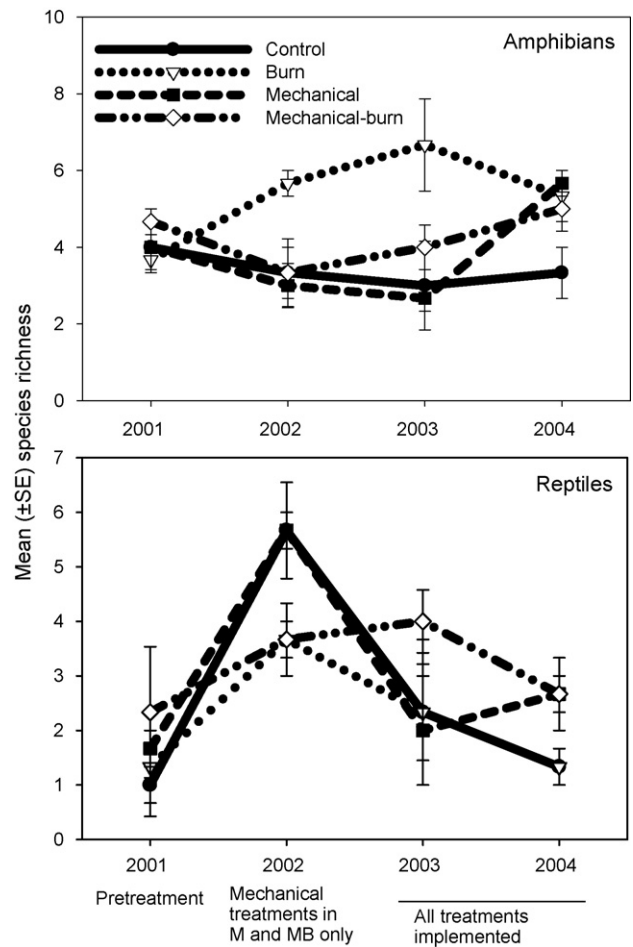 10
8
6
4
2
0
Amphibians
Control
Burn
Mechanical
Mechanical-burn
2001 2002 2003 2004
Mean (±SE) species richness
7
6
5
4
3
2
1
0
Reptiles
2001 2002 2003 2004
Pretreatment
Mechanical
treatments in
M and MB only
All treatments
implemented